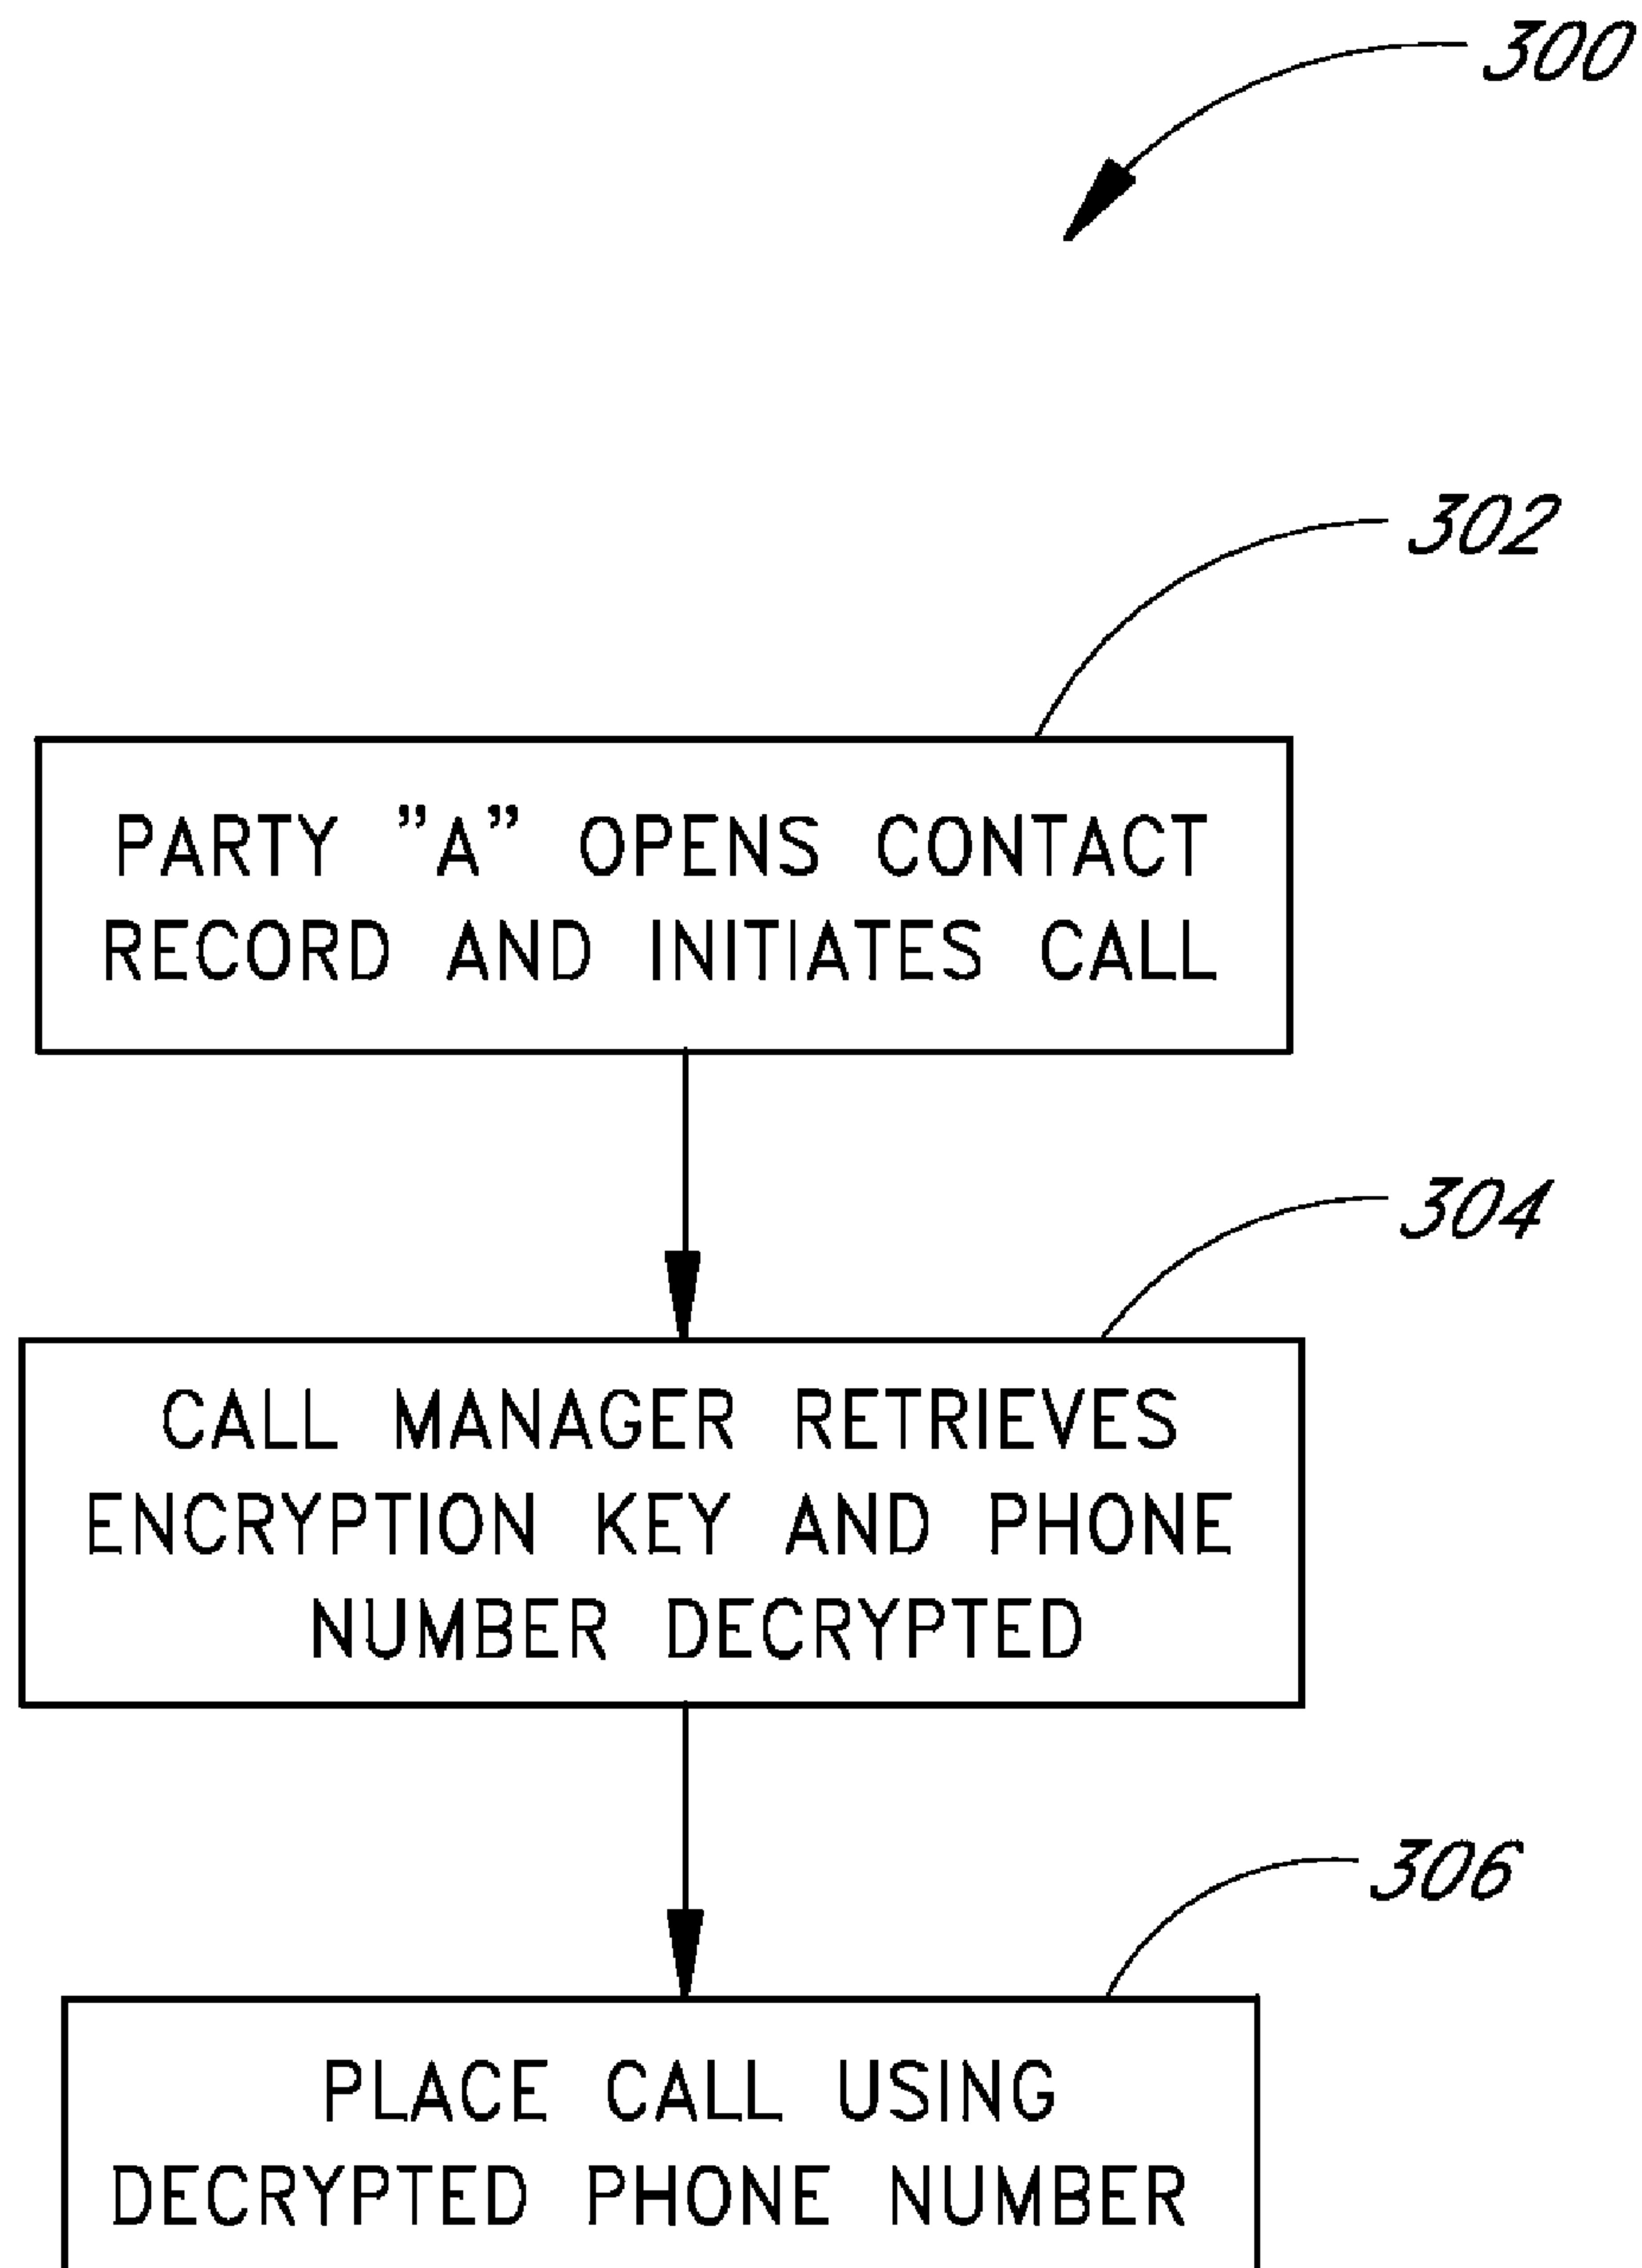 300
302
PARTY "A" OPENS CONTACT
RECORD AND INITIATES CALL
304
CALL MANAGER RETRIEVES
ENCRYPTION KEY AND PHONE
NUMBER DECRYPTED
306
PLACE CALL USING
DECRYPTED PHONE NUMBER